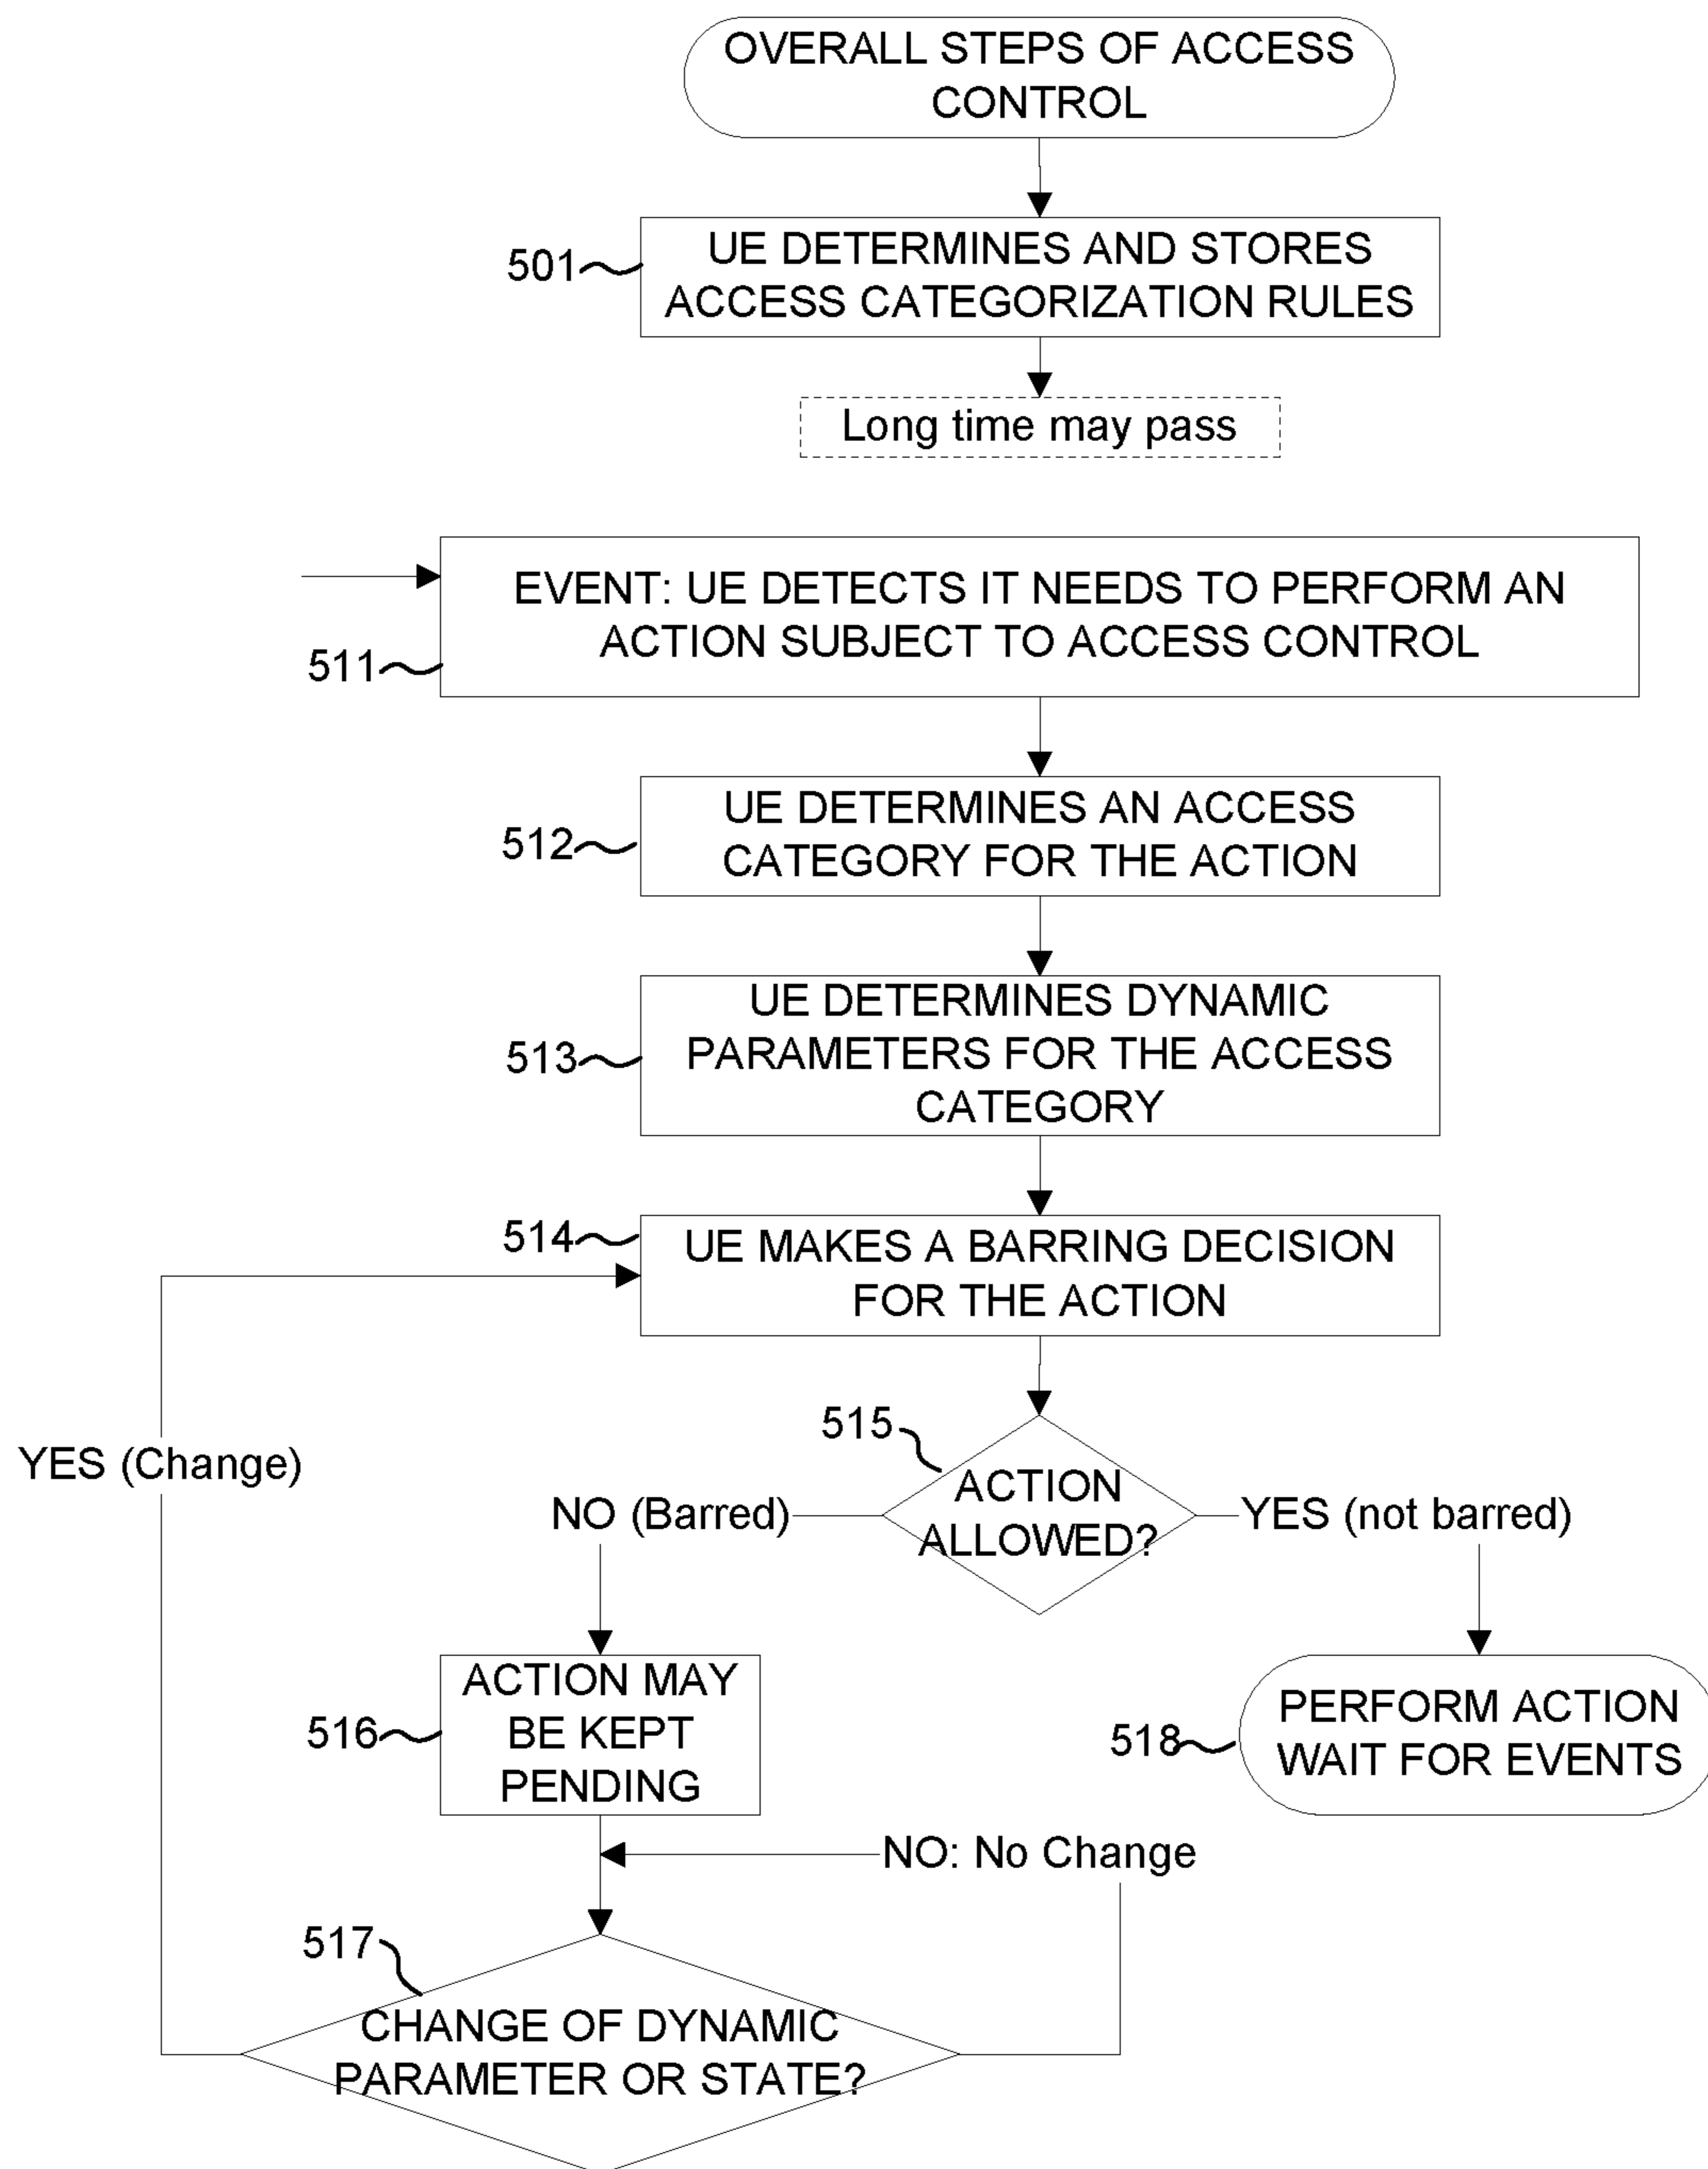 OVERALL STEPS OF ACCESS
CONTROL
501
UE DETERMINES AND STORES
ACCESS CATEGORIZATION RULES
Long time may pass
EVENT: UE DETECTS IT NEEDS TO PERFORM AN
ACTION SUBJECT TO ACCESS CONTROL
511
UE DETERMINES AN ACCESS
CATEGORY FOR THE ACTION
512
UE DETERMINES DYNAMIC
PARAMETERS FOR THE ACCESS
CATEGORY
513
514
UE MAKES A BARRING DECISION
FOR THE ACTION
515
ACTION
ALLOWED?
YES (Change)
NO (Barred)
YES (not barred)
ACTION MAY
BE KEPT
PENDING
516
518
PERFORM ACTION
WAIT FOR EVENTS
NO: No Change
517
CHANGE OF DYNAMIC
PARAMETER OR STATE?